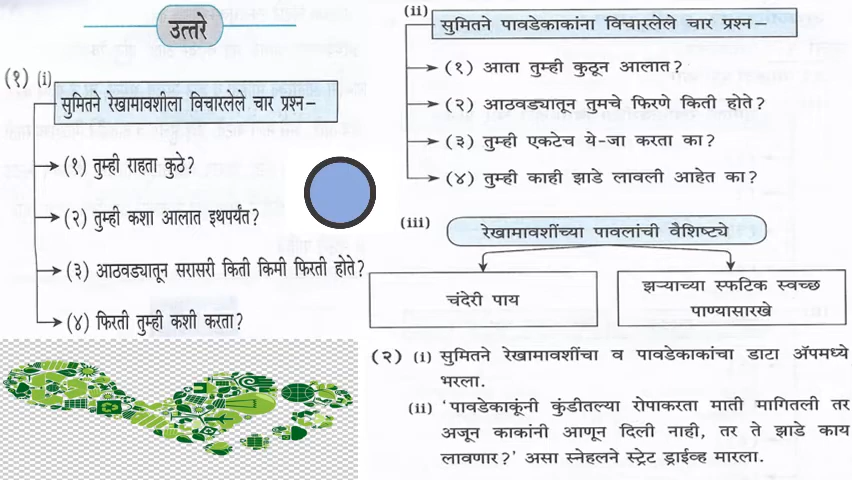 उत्तरे
(१) (i)
सुमितने रेखामावशीला विचारलेले चार प्रश्न–
(१) तुम्ही राहता कुठे?
(२) तुम्ही कशा आलात इथपर्यंत?
(३) आठवड्यातून सरासरी किती किमी फिरती होते?
(४) फिरती तुम्ही कशी करता?
(ii)
सुमितने पावडेकाकांना विचारलेले चार प्रश्न–
(१) आता तुम्ही कुठून आलात?
(२) आठवड्यातून तुमचे फिरणे किती होते?
(३) तुम्ही एकटेच ये-जा करता का?
(४) तुम्ही काही झाडे लावली आहेत का?
(iii)
रेखामावशींच्या पावलांची वैशिष्ट्ये
चंदेरी पाय
झऱ्याच्या स्फटिक स्वच्छ
पाण्यासारखे
(२) (i) सुमितने रेखामावशींचा व पावडेकाकांचा डाटा ॲपमध्ये
भरला.
(ii) 'पावडेकाकूंनी कुंडीतल्या रोपाकरता माती मागितली तर
अजून काकांनी आणून दिली नाही, तर ते झाडे काय
लावणार?' असा स्नेहलने स्ट्रेट ड्राईव्ह मारला.